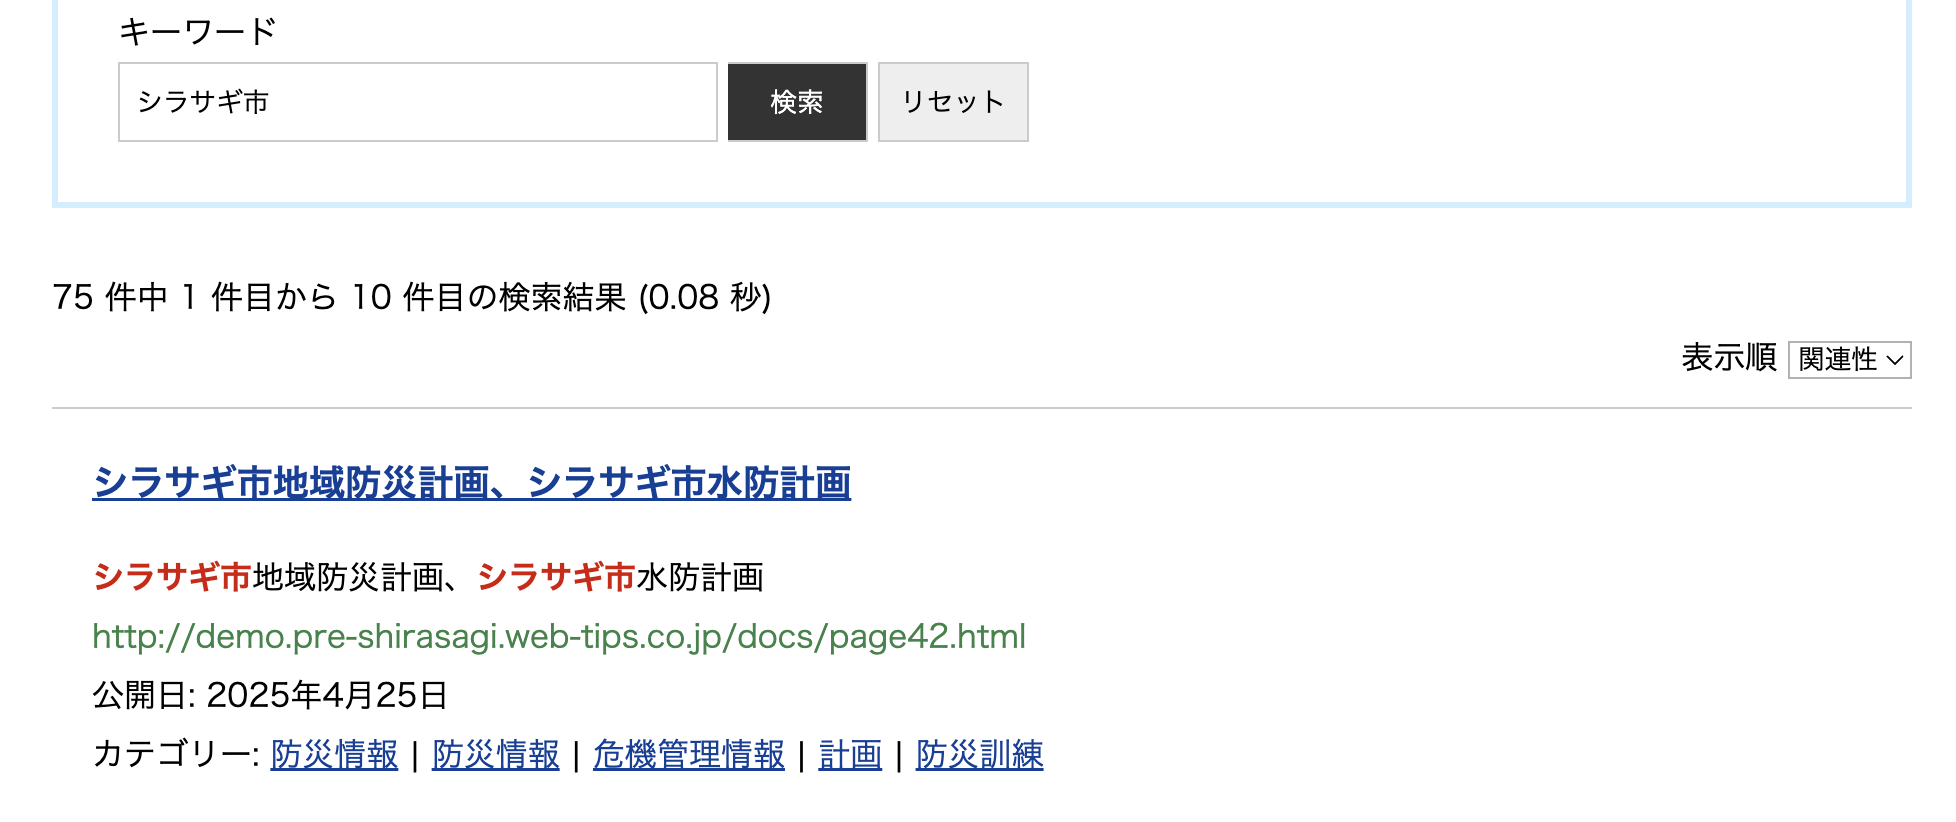 キーワード
シラサギ市 検索 リセット
75 件中 1 件目から 10 件目の検索結果 (0.08 秒)
表示順 関連性
シラサギ市地域防災計画、シラサギ市水防計画
シラサギ市地域防災計画、シラサギ市水防計画
http://demo.pre-shirasagi.web-tips.co.jp/docs/page42.html
公開日: 2025年4月25日
カテゴリー: 防災情報 | 防災情報 | 危機管理情報 | 計画 | 防災訓練